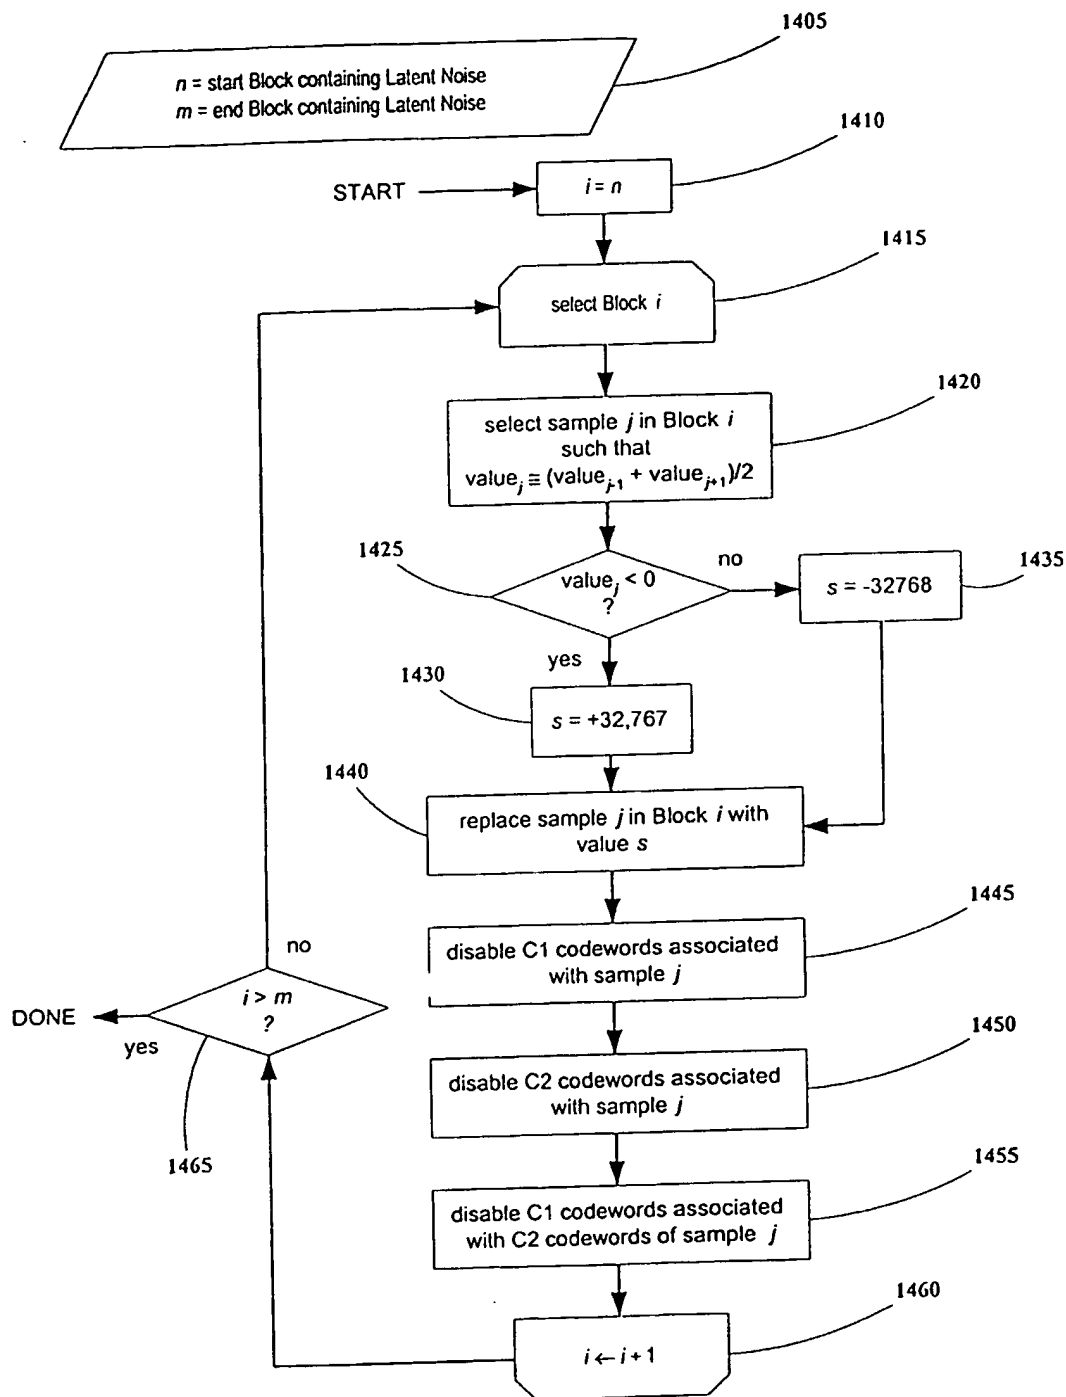 1405
n = start Block containing Latent Noise
m = end Block containing Latent Noise
1410
START
i = n
1415
select Block i
1420
select sample j in Block i
such that
value_j ≅ (value_j-1 + value_j+1)/2
1425
value_j < 0
?
no
1435
s = -32768
yes
1430
s = +32,767
1440
replace sample j in Block i with
value s
1445
disable C1 codewords associated
with sample j
no
i > m
?
DONE
yes
1450
disable C2 codewords associated
with sample j
1465
1455
disable C1 codewords associated
with C2 codewords of sample j
1460
i ← i + 1